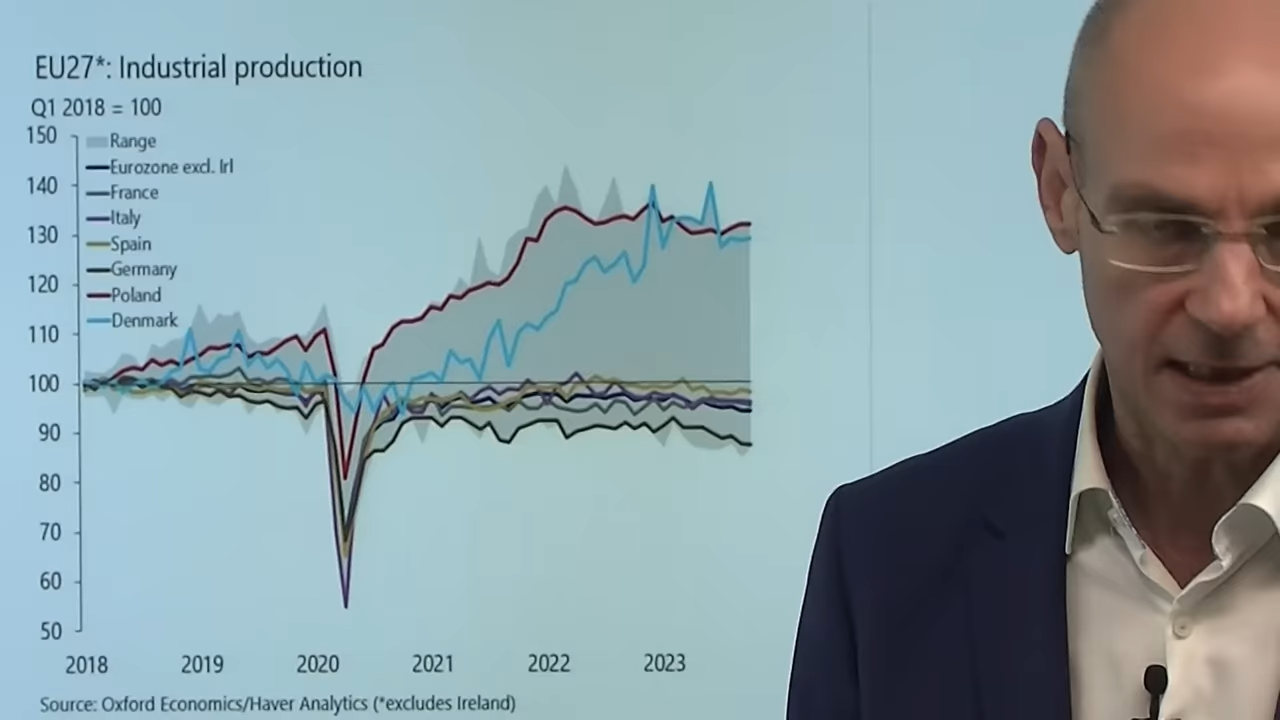 EU27*: Industrial production
Q1 2018 = 100
150
140
130
120
110
100
90
80
70
60
50
Range
Eurozone excl. Irl
France
Italy
Spain
Germany
Poland
Denmark
2018 2019 2020 2021 2022 2023
Source: Oxford Economics/Haver Analytics (*excludes Ireland)